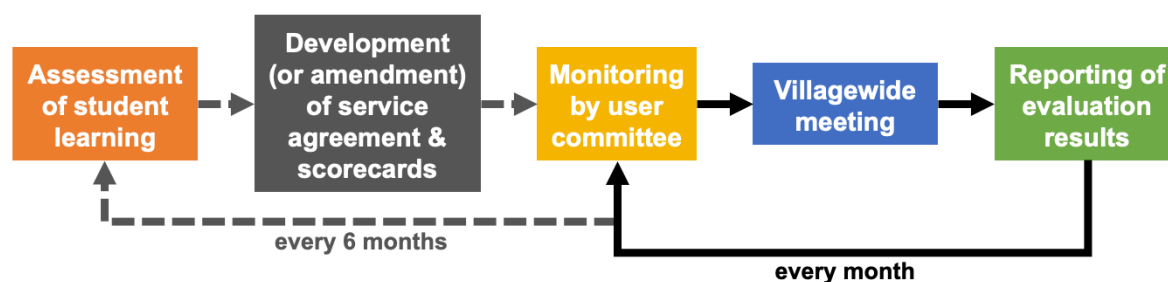 Assessment
of student
learning
Development
(or amendment)
of service
agreement &
scorecards
Monitoring
by user
committee
Villagewide
meeting
Reporting of
evaluation
results
every 6 months
every month